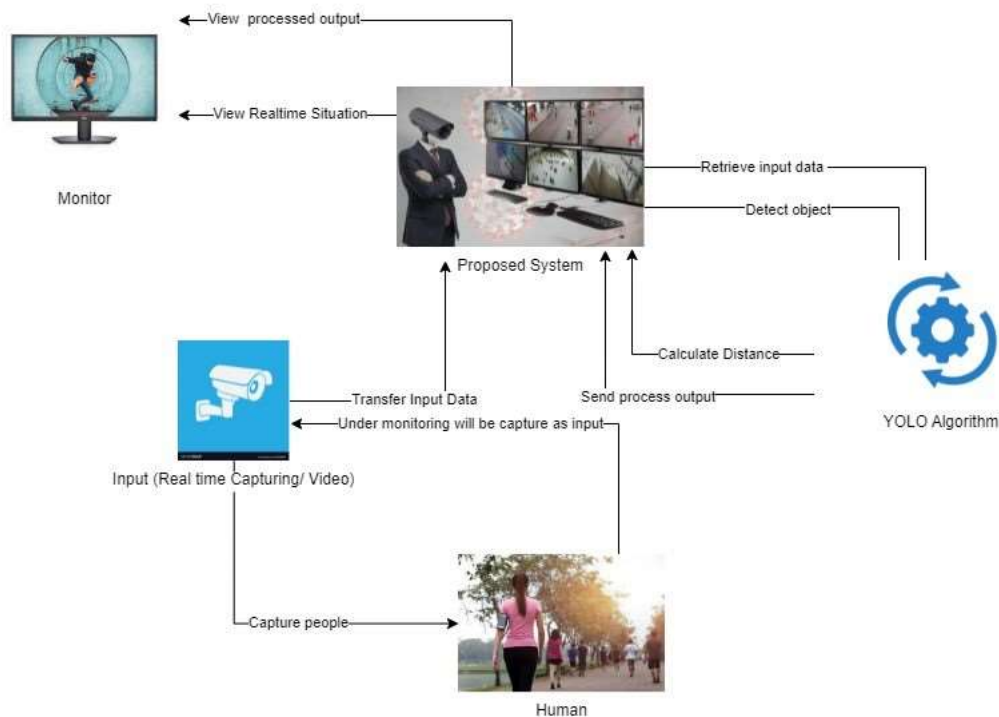 View processed output
View Realtime Situation
Monitor
Retrieve input data
Detect object
Proposed System
Calculate Distance
Send process output
YOLO Algorithm
Transfer Input Data
Under monitoring will be capture as input
Input (Real time Capturing/ Video)
Capture people
Human